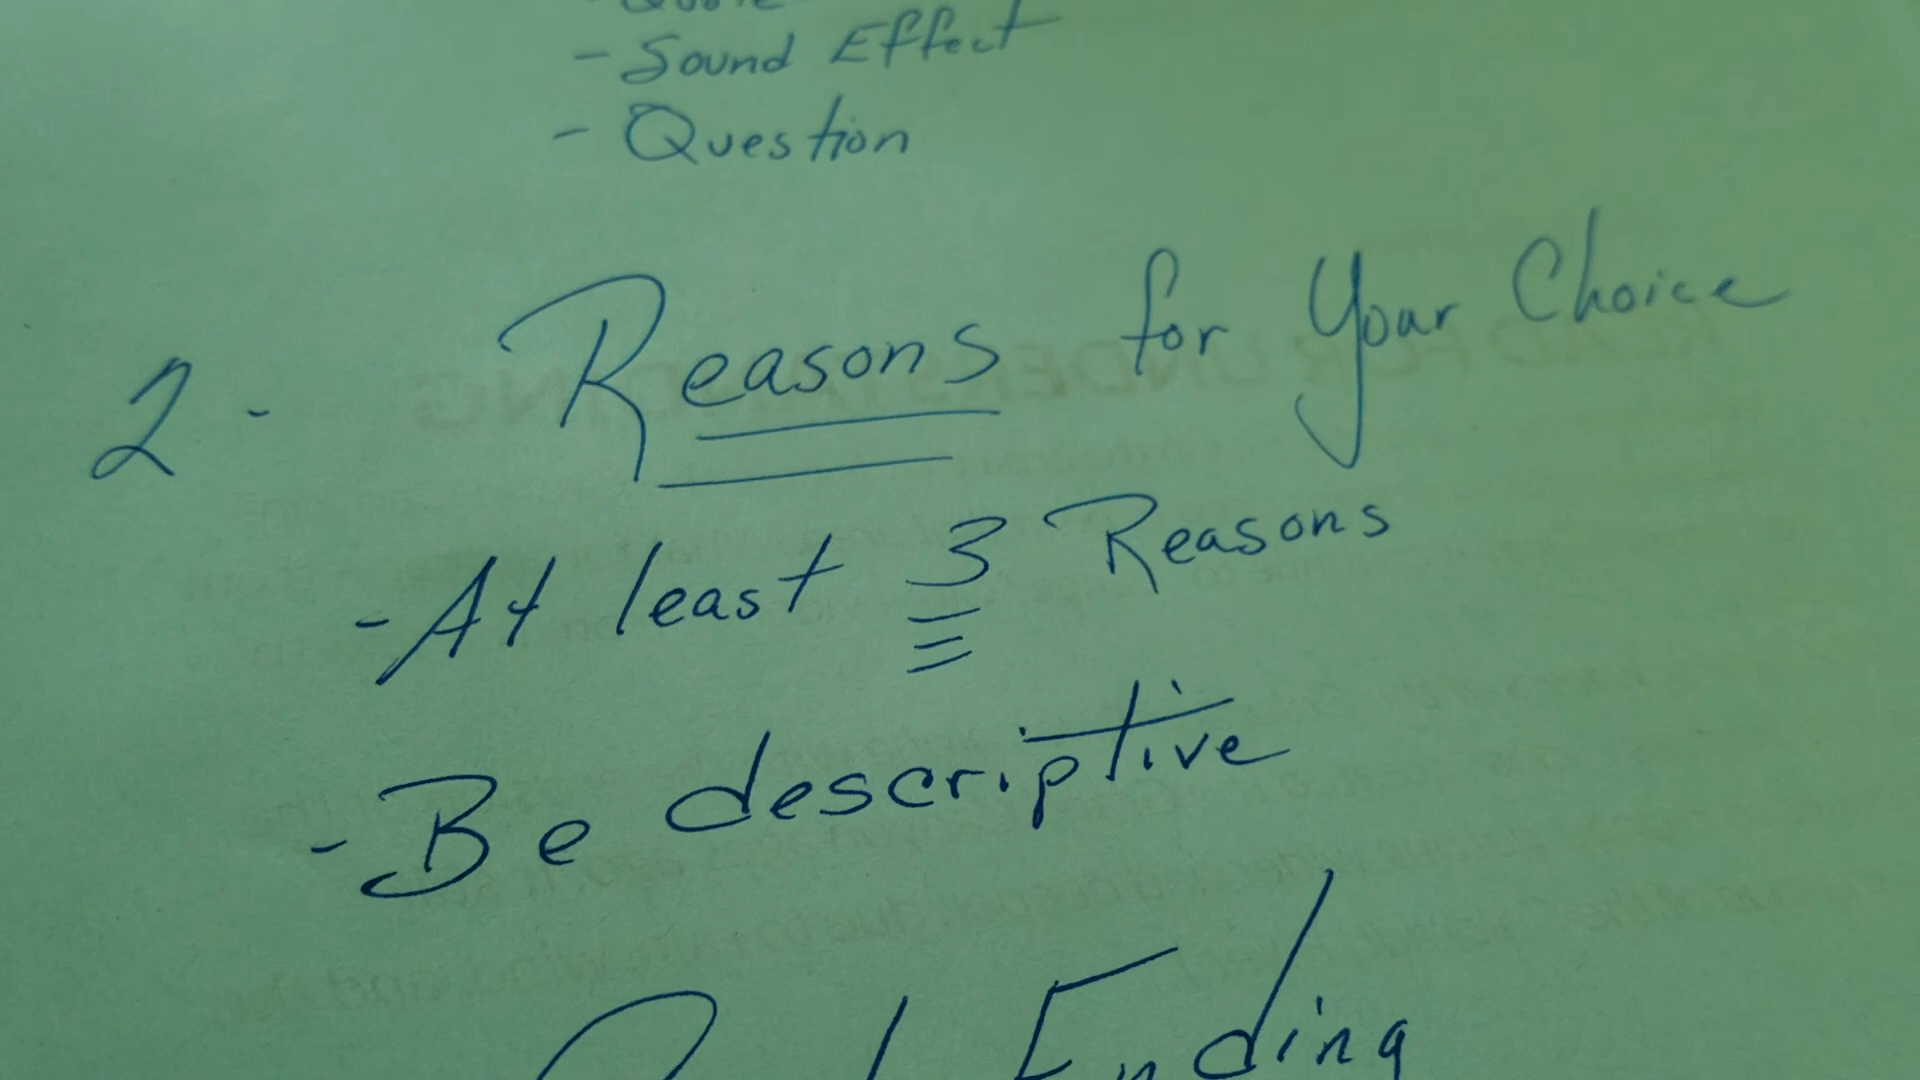 - Sound Effect
- Question
2 - Reasons for Your Choice
- At least 3 Reasons
- Be descriptive
Ending